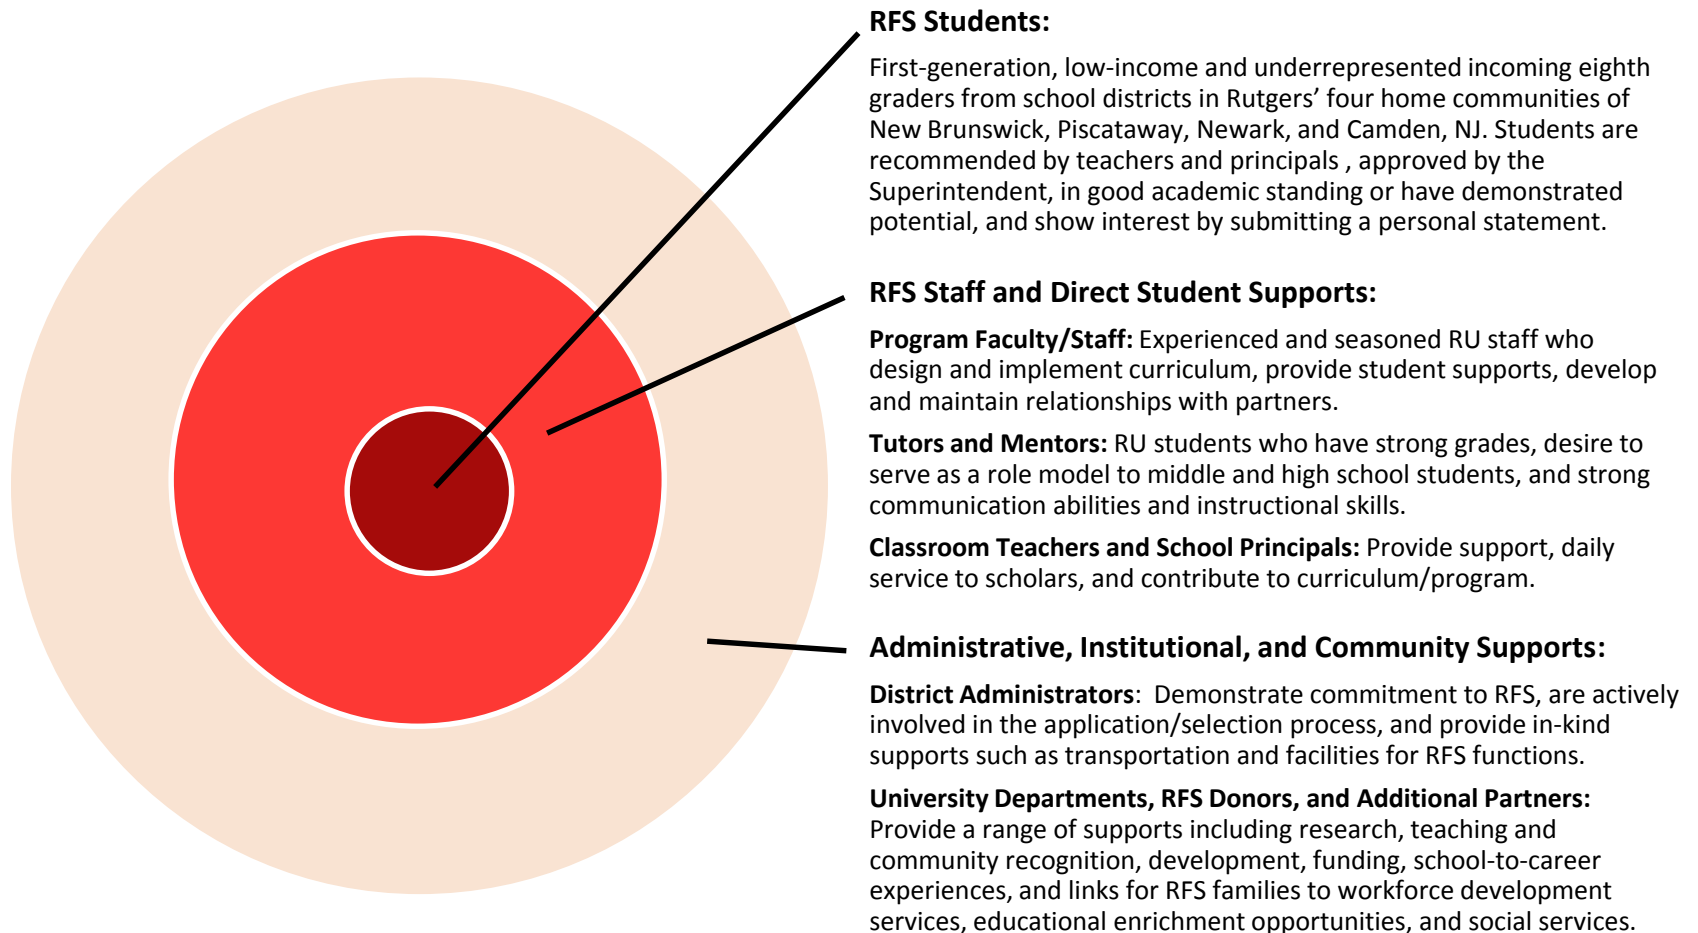 RFS Students:
First-generation, low-income and underrepresented incoming eighth
graders from school districts in Rutgers’ four home communities of
New Brunswick, Piscataway, Newark, and Camden, NJ. Students are
recommended by teachers and principals , approved by the
Superintendent, in good academic standing or have demonstrated
potential, and show interest by submitting a personal statement.
RFS Staff and Direct Student Supports:
Program Faculty/Staff: Experienced and seasoned RU staff who
design and implement curriculum, provide student supports, develop
and maintain relationships with partners.
Tutors and Mentors: RU students who have strong grades, desire to
serve as a role model to middle and high school students, and strong
communication abilities and instructional skills.
Classroom Teachers and School Principals: Provide support, daily
service to scholars, and contribute to curriculum/program.
Administrative, Institutional, and Community Supports:
District Administrators:  Demonstrate commitment to RFS, are actively
involved in the application/selection process, and provide in-kind
supports such as transportation and facilities for RFS functions.
University Departments, RFS Donors, and Additional Partners:
Provide a range of supports including research, teaching and
community recognition, development, funding, school-to-career
experiences, and links for RFS families to workforce development
services, educational enrichment opportunities, and social services.